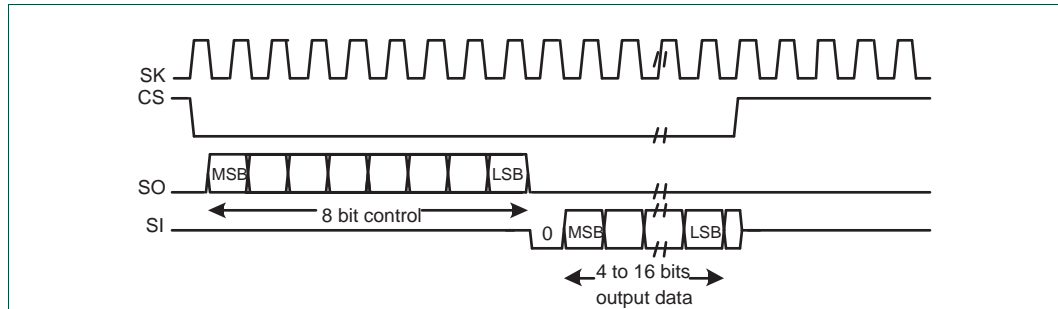 SK
CS
SO
MSB
LSB
8 bit control
SI
0
MSB
LSB
4 to 16 bits
output data